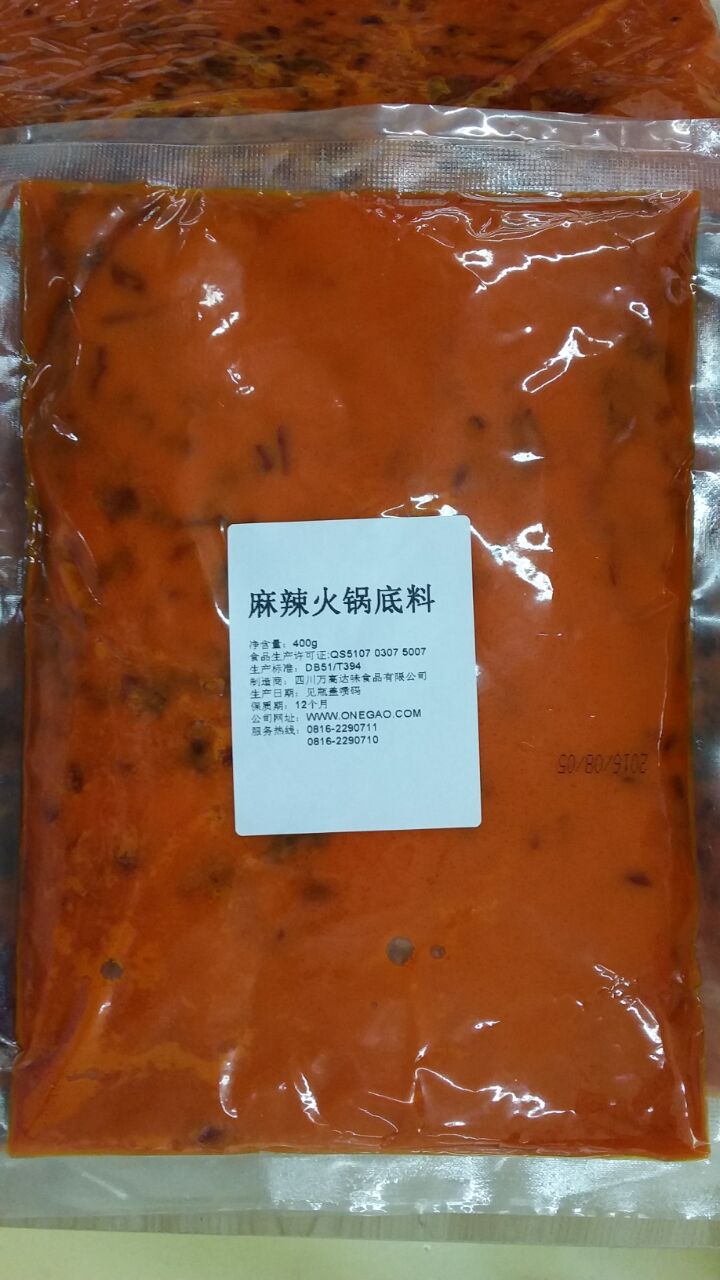 麻辣火锅底料
净含量：400g
食品生产许可证:QS5107 0307 5007
生产标准：DB51/T394
制造商：四川万高达味食品有限公司
生产日期：见瓶盖喷码
保质期：12个月
公司网址：WWW.ONEGAO.COM
服务热线：0816-2290711
0816-2290710
2016/08/05